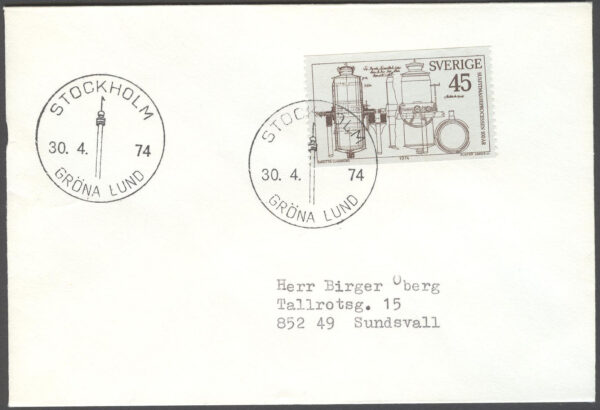 STOCKHOLM
30. 4. 74
GRÖNA LUND
STOCKHOLM
30. 4. 74
GRÖNA LUND
SVERIGE
45
1974
Herr Birger Öberg
Tallrotsg. 15
852 49 Sundsvall